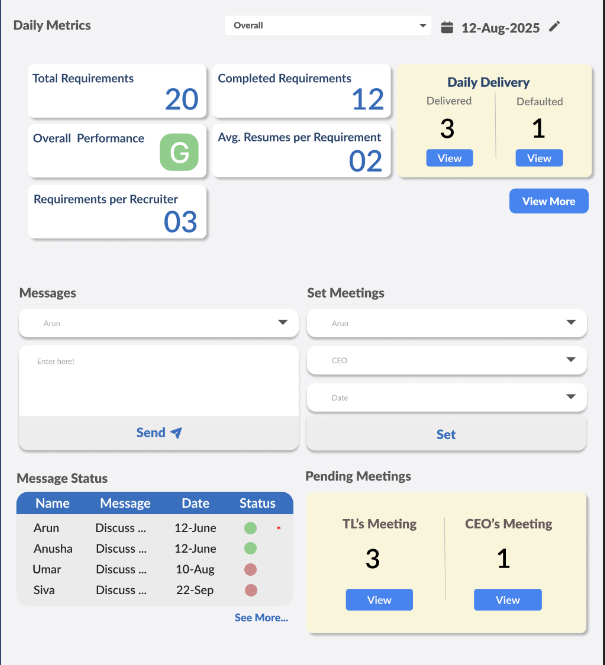 Daily Metrics
Overall
12-Aug-2025
Total Requirements
20
Completed Requirements
12
Daily Delivery
Delivered
3
View
Defaulted
1
View
Overall Performance
G
Avg. Resumes per Requirement
02
Requirements per Recruiter
03
View More
Messages
Arun
Enter here!
Send
Set Meetings
Arun
CEO
Date
Set
Message Status
Name Message Date Status
Arun Discuss ... 12-June
Anusha Discuss ... 12-June
Umar Discuss ... 10-Aug
Siva Discuss ... 22-Sep
See More...
Pending Meetings
TL's Meeting
3
View
CEO's Meeting
1
View